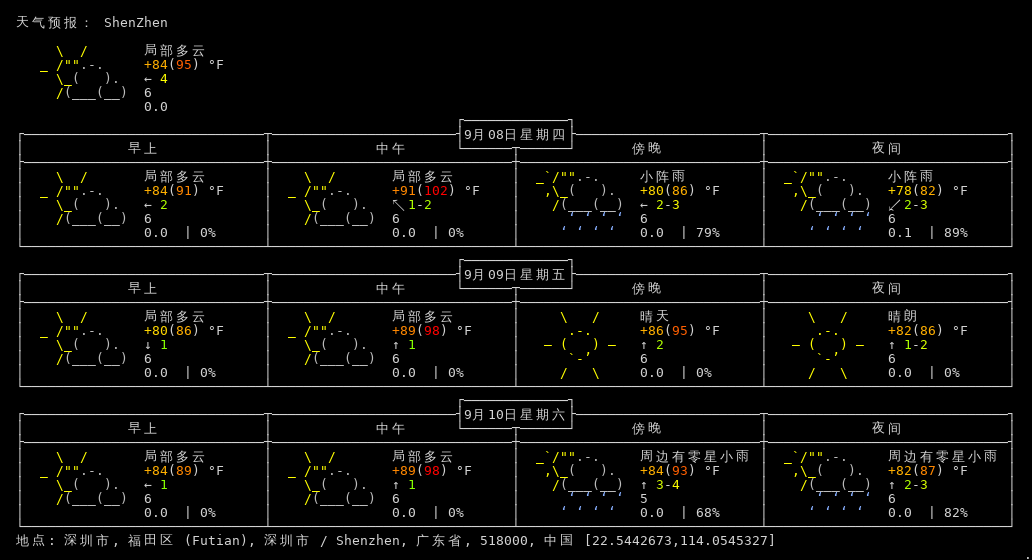 天气预报： ShenZhen
局部多云
+84(95) °F
← 4
6
0.0
9月08日星期四
早上 中午 傍晚 夜间
局部多云 局部多云 小阵雨 小阵雨
+84(91) °F +91(102) °F +80(86) °F +78(82) °F
← 2 ↖ 1-2 ← 2-3 ↙ 2-3
6 6 6 6
0.0 | 0% 0.0 | 0% 0.0 | 79% 0.1 | 89%
9月09日星期五
早上 中午 傍晚 夜间
局部多云 局部多云 晴天 晴朗
+80(86) °F +89(98) °F +86(95) °F +82(86) °F
↓ 1 ↑ 1 ↑ 2 ↑ 1-2
6 6 6 6
0.0 | 0% 0.0 | 0% 0.0 | 0% 0.0 | 0%
9月10日星期六
早上 中午 傍晚 夜间
局部多云 局部多云 周边有零星小雨 周边有零星小雨
+84(89) °F +89(98) °F +84(93) °F +82(87) °F
← 1 ↑ 1 ↑ 3-4 ↑ 2-3
6 6 5 6
0.0 | 0% 0.0 | 0% 0.0 | 68% 0.0 | 82%
地点: 深圳市, 福田区 (Futian), 深圳市 / Shenzhen, 广东省, 518000, 中国 [22.5442673,114.0545327]